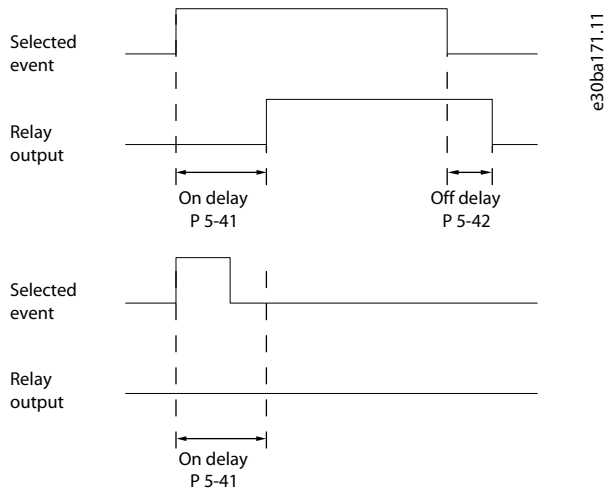 Selected
event
Relay
output
On delay
P 5-41
Off delay
P 5-42
Selected
event
Relay
output
On delay
P 5-41
e30ba171.11